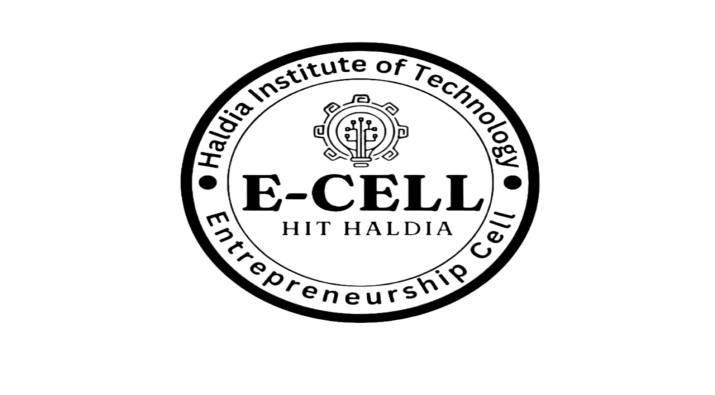 Haldia Institute of Technology
E-CELL
HIT HALDIA
Entrepreneurship Cell